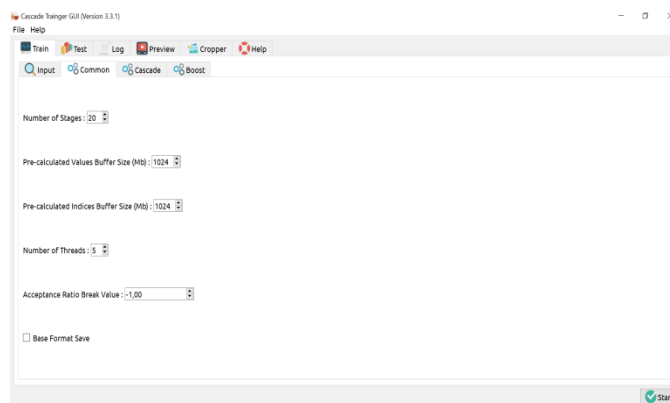 Cascade Trainger GUI (Version 3.3.1)
File Help
Train Test Log Preview Cropper Help
Input Common Cascade Boost
Number of Stages : 20
Pre-calculated Values Buffer Size (Mb) : 1024
Pre-calculated Indices Buffer Size (Mb) : 1024
Number of Threads : 5
Acceptance Ratio Break Value : -1,00
Base Format Save
Star